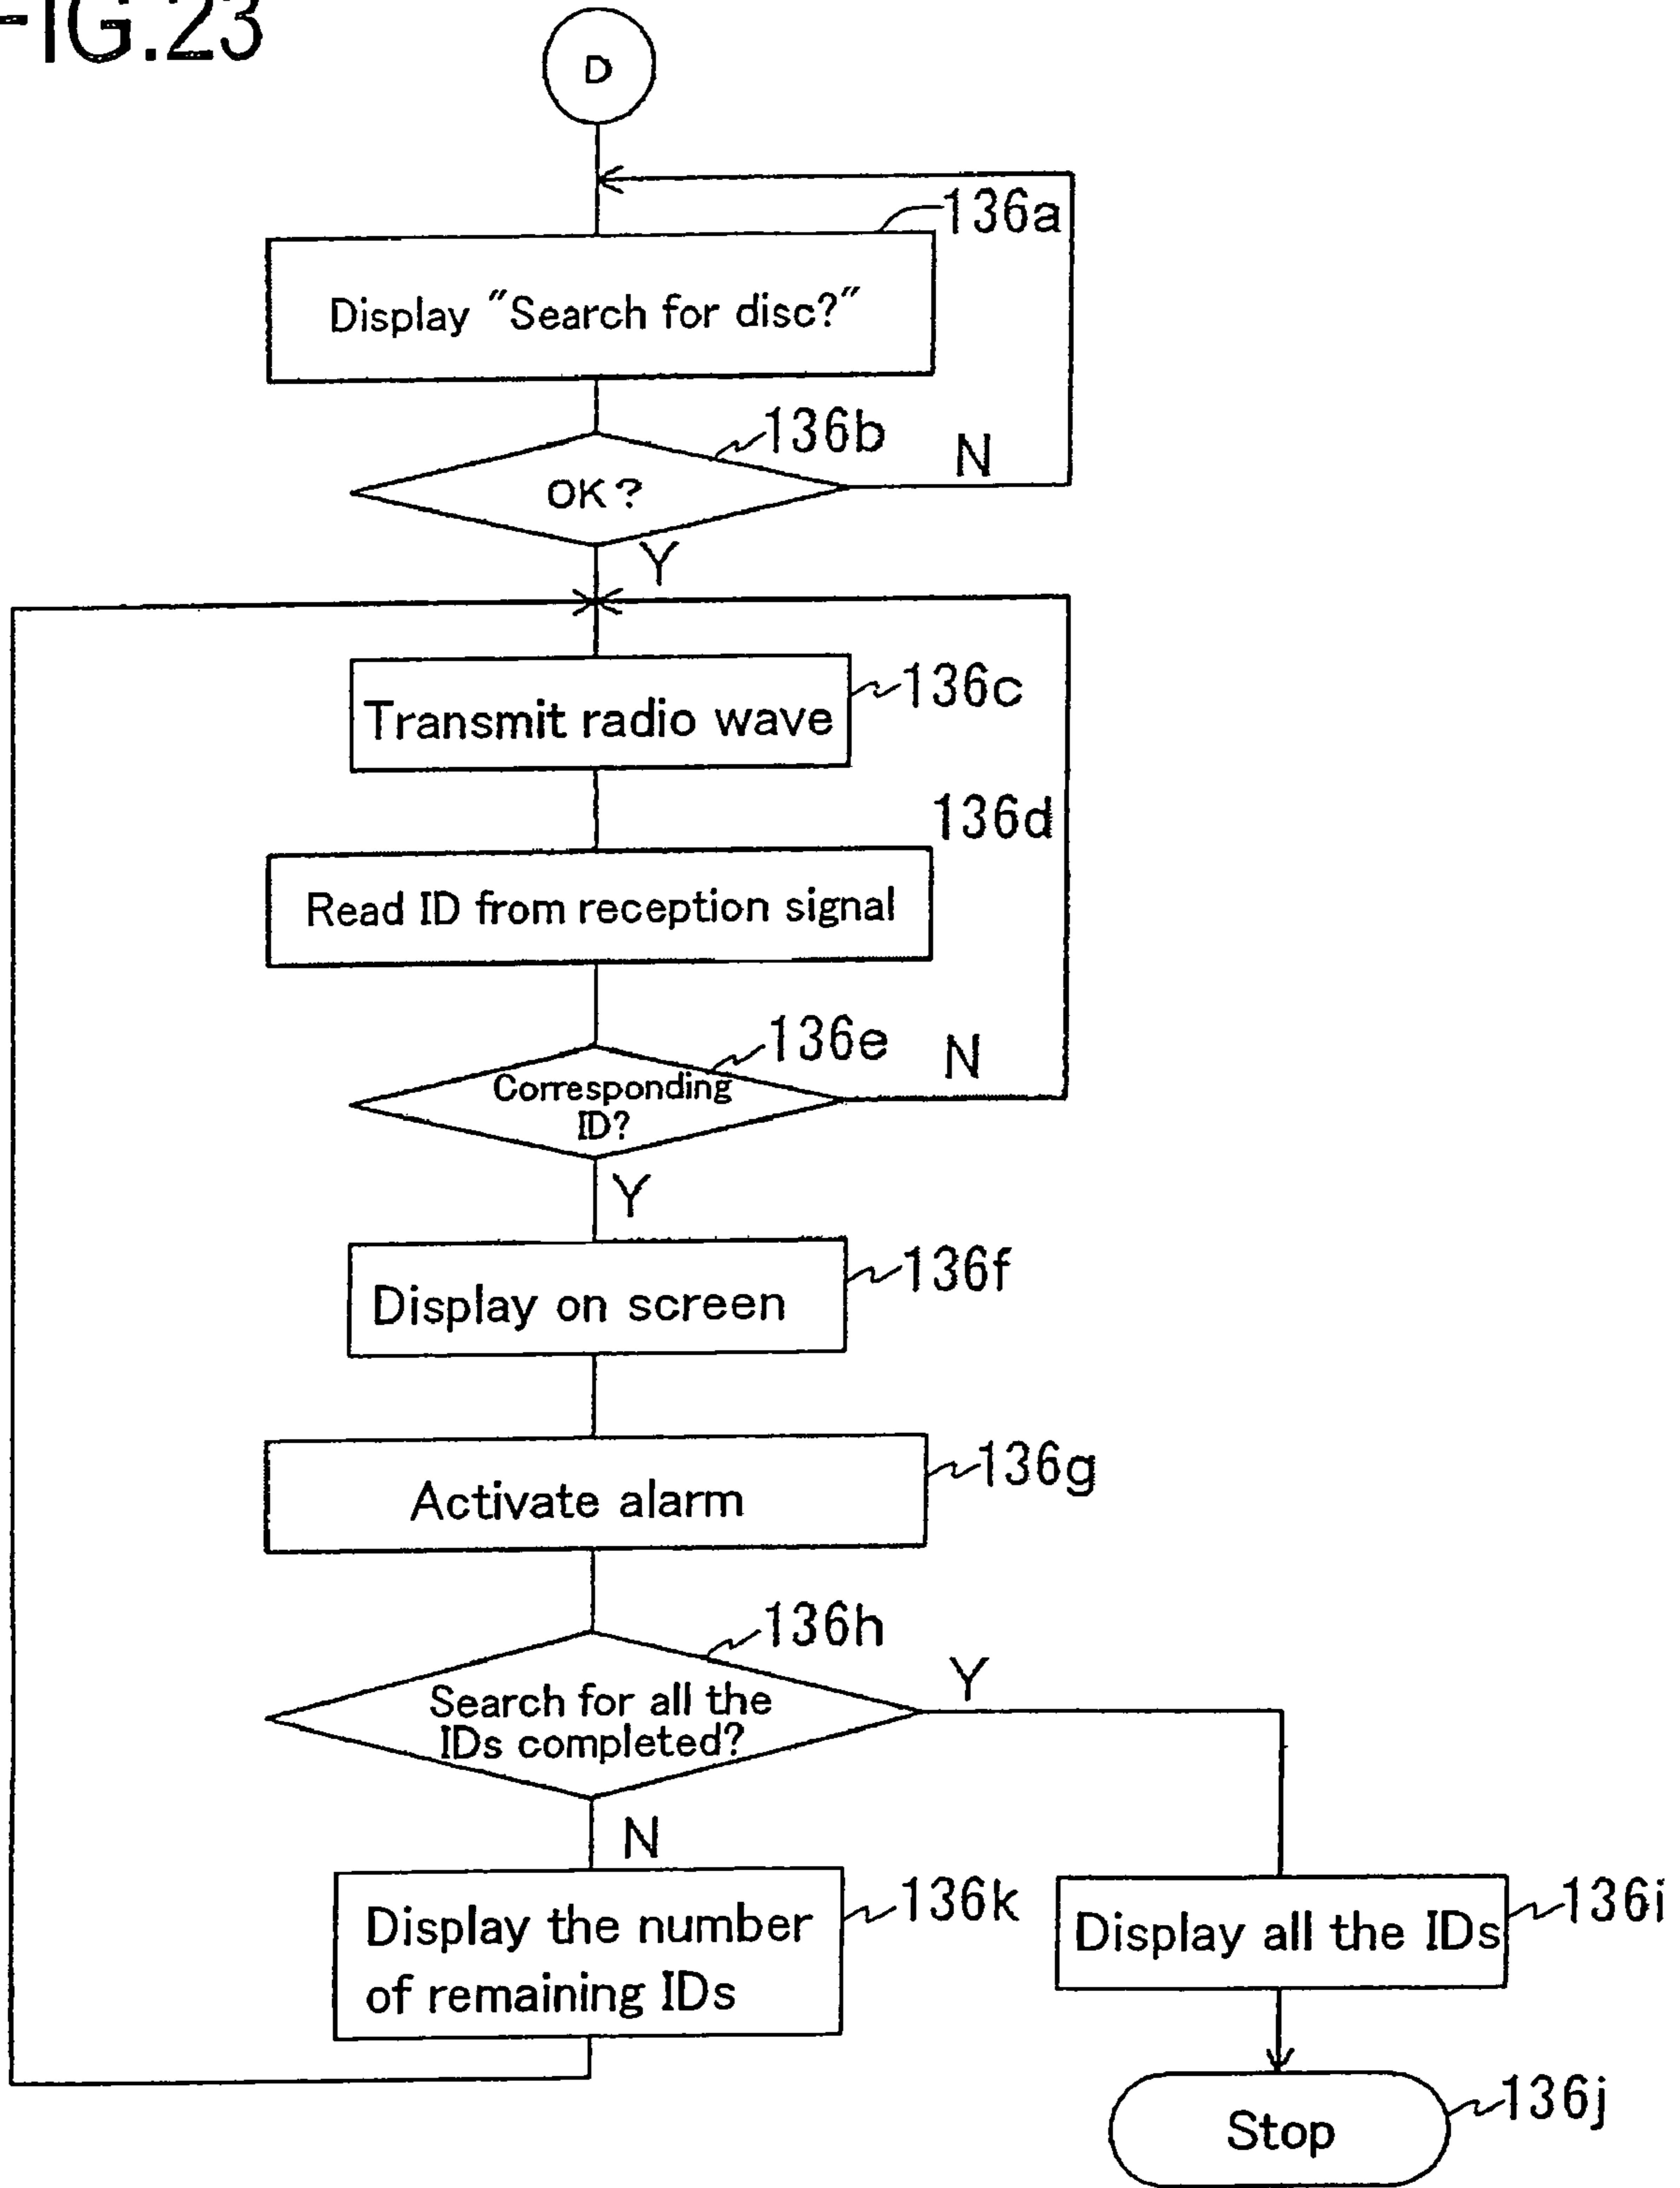 FIG.23
D
136a
Display "Search for disc?"
136b
N
OK?
Y
136c
Transmit radio wave
136d
Read ID from reception signal
136e
N
Corresponding
ID?
Y
136f
Display on screen
136g
Activate alarm
136h
Y
Search for all the
IDs completed?
N
136k
Display the number
of remaining IDs
136i
Display all the IDs
136j
Stop